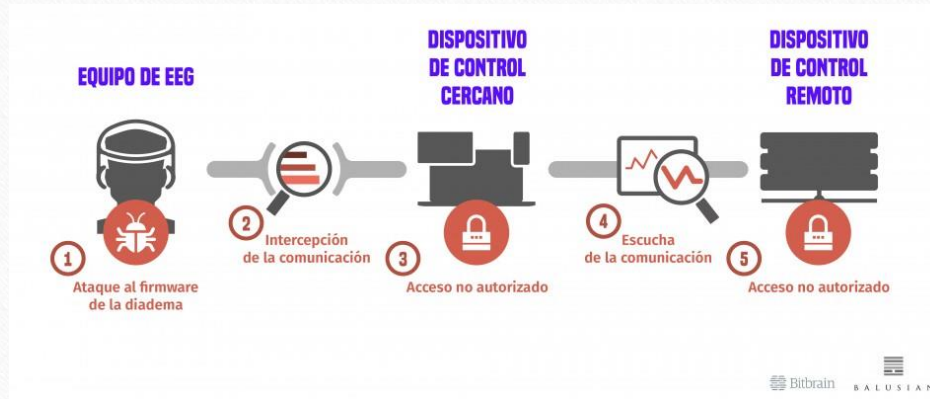 EQUIPO DE EEG
DISPOSITIVO
DE CONTROL
CERCANO
DISPOSITIVO
DE CONTROL
REMOTO
1
Ataque al firmware
de la diadema
2
Intercepción
de la comunicación
3
Acceso no autorizado
4
Escucha
de la comunicación
5
Acceso no autorizado
Bitbrain
BALUSIAN